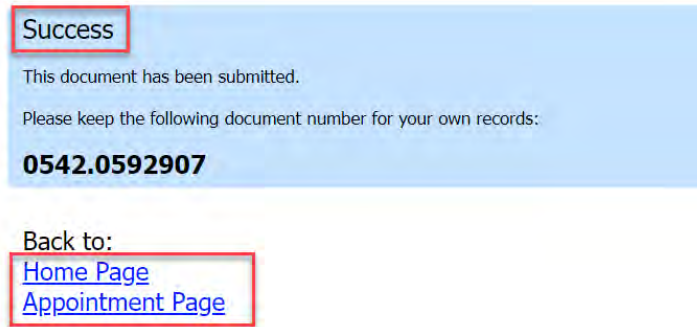 Success
This document has been submitted.
Please keep the following document number for your own records:
0542.0592907
Back to:
Home Page
Appointment Page